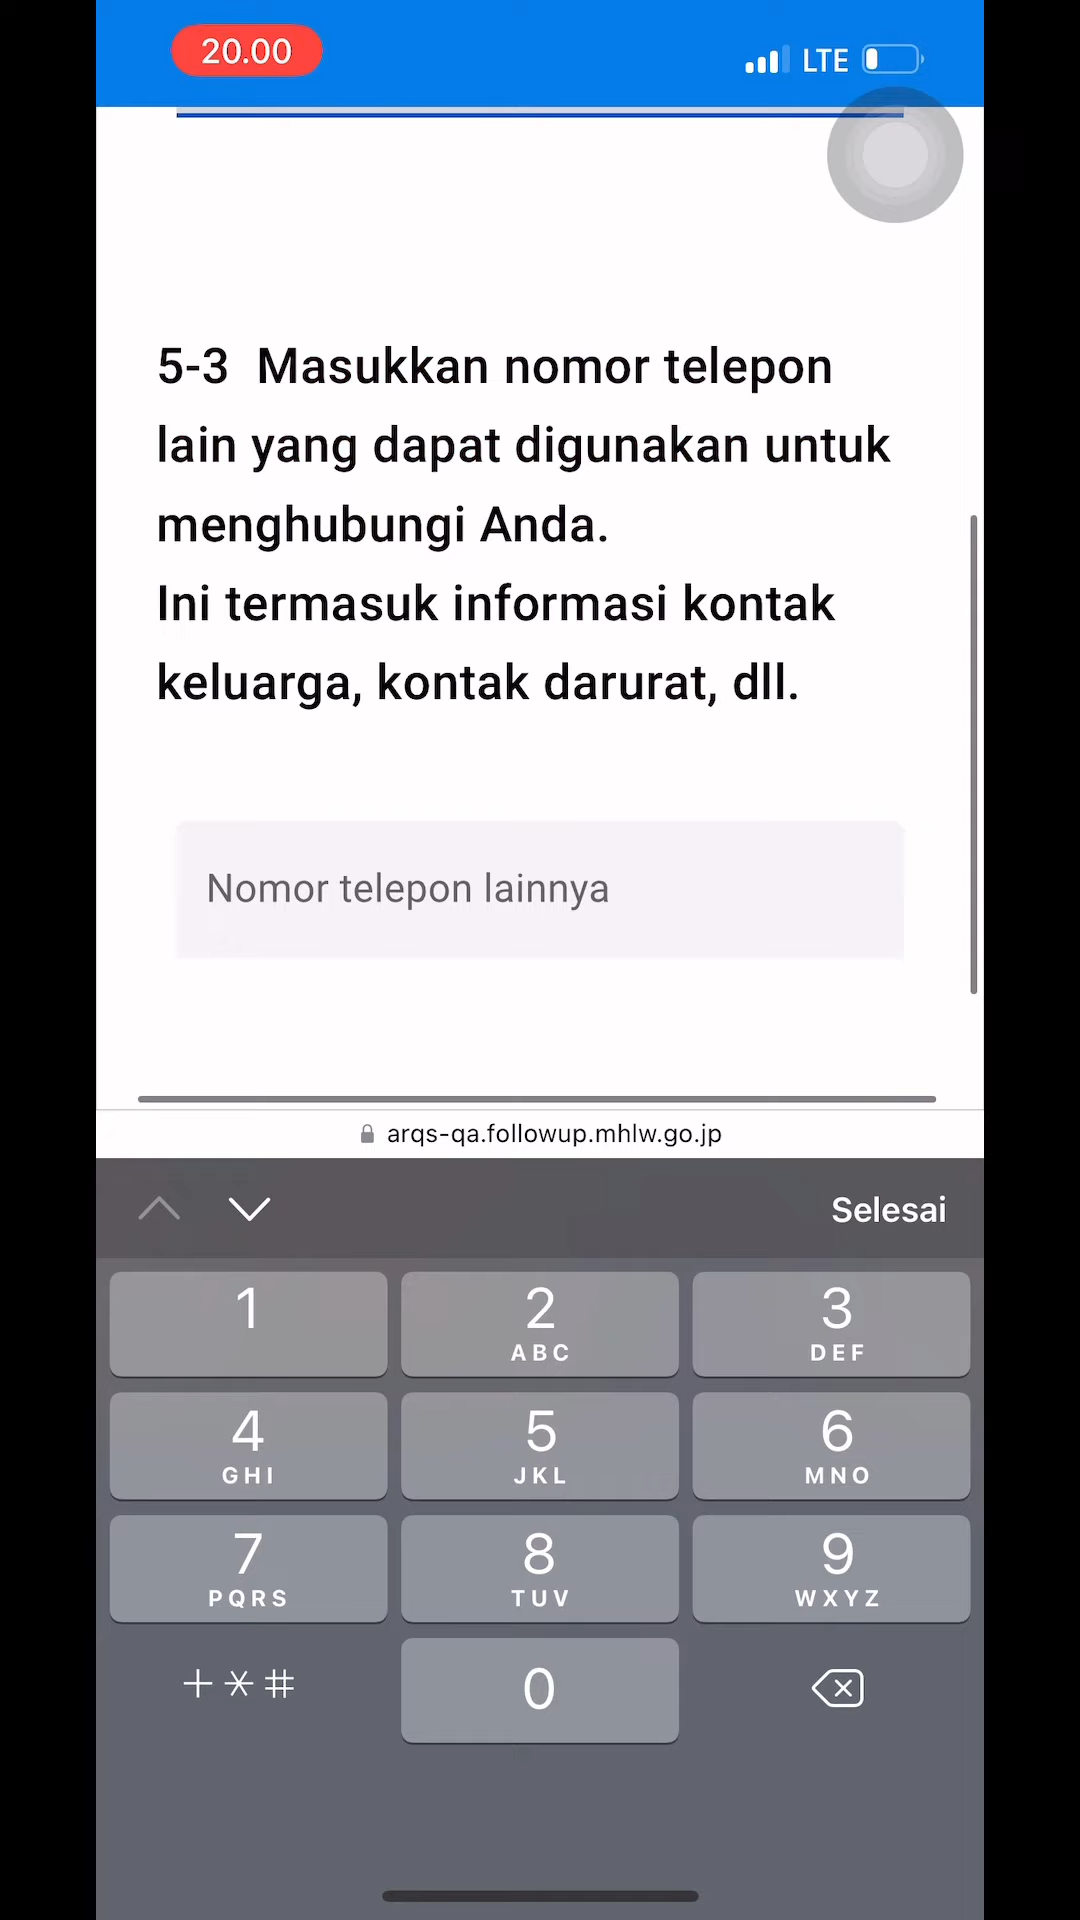 20.00
LTE
5-3 Masukkan nomor telepon
lain yang dapat digunakan untuk
menghubungi Anda.
Ini termasuk informasi kontak
keluarga, kontak darurat, dll.
Nomor telepon lainnya
arqs-qa.followup.mhlw.go.jp
Selesai
1
2
ABC
3
DEF
4
GHI
5
JKL
6
MNO
7
PQRS
8
TUV
9
WXYZ
+*#
0